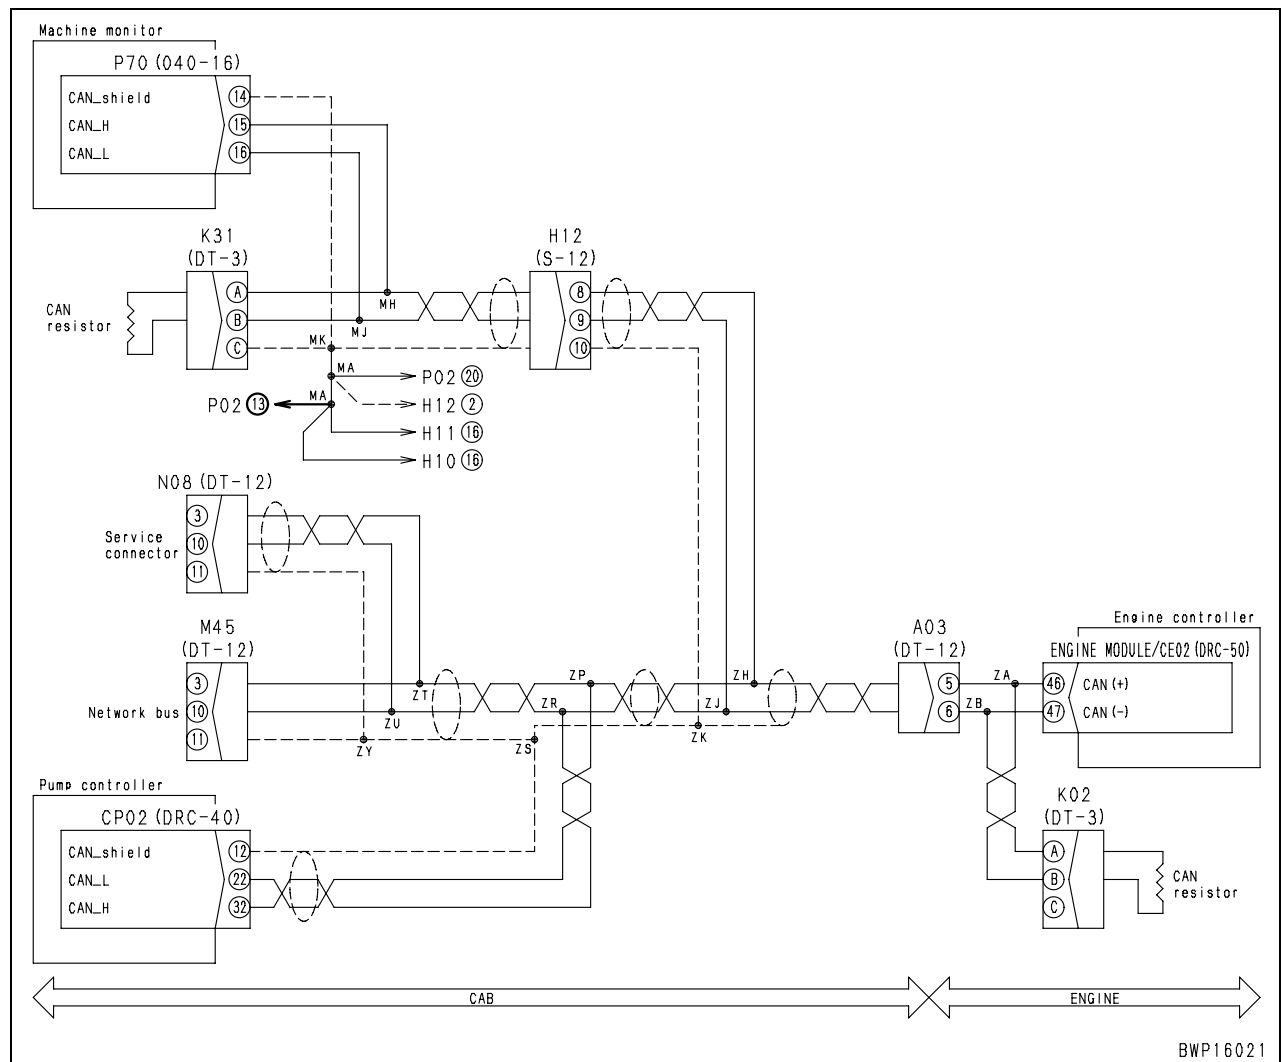 Machine monitor
P70 (040-16)
CAN_shield 14
CAN_H 15
CAN_L 16
K31
(DT-3)
H12
(S-12)
CAN
resistor
A
B
C
MH
MJ
MK
8
9
10
MA
P02 20
MA
P02 13
H12 2
H11 16
H10 16
N08 (DT-12)
Service
connector
3
10
11
M45
(DT-12)
Network bus
3
10
11
ZT
ZU
ZY
ZP
ZR
ZS
ZH
ZJ
ZK
A03
(DT-12)
5
6
ZA
ZB
Engine controller
ENGINE MODULE/CE02 (DRC-50)
46 CAN (+)
47 CAN (-)
Pump controller
CP02 (DRC-40)
CAN_shield 12
CAN_L 22
CAN_H 32
K02
(DT-3)
A
B
C
CAN
resistor
CAB
ENGINE
BWP16021